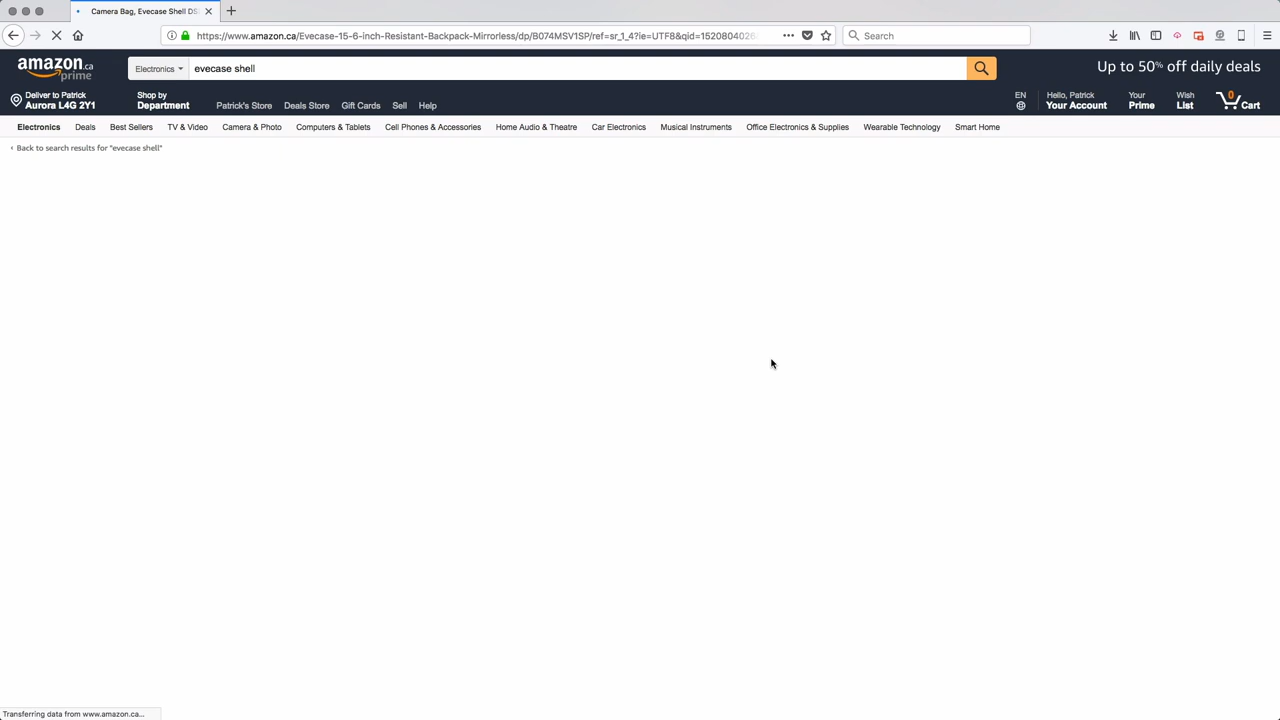 Camera Bag, Evecase Shell DS
https://www.amazon.ca/Evecase-15-6-inch-Resistant-Backpack-Mirrorless/dp/B074MSV1SP/ref=sr_1_4?ie=UTF8&qid=152080402
Search
amazon.ca
prime
Electronics
evecase shell
Up to 50% off daily deals
Deliver to Patrick
Aurora L4G 2Y1
Shop by
Department
Patrick's Store
Deals Store
Gift Cards
Sell
Help
EN
Hello, Patrick
Your Account
Your
Prime
Wish
List
0
Cart
Electronics
Deals
Best Sellers
TV & Video
Camera & Photo
Computers & Tablets
Cell Phones & Accessories
Home Audio & Theatre
Car Electronics
Musical Instruments
Office Electronics & Supplies
Wearable Technology
Smart Home
‹ Back to search results for "evecase shell"
Transferring data from www.amazon.ca...